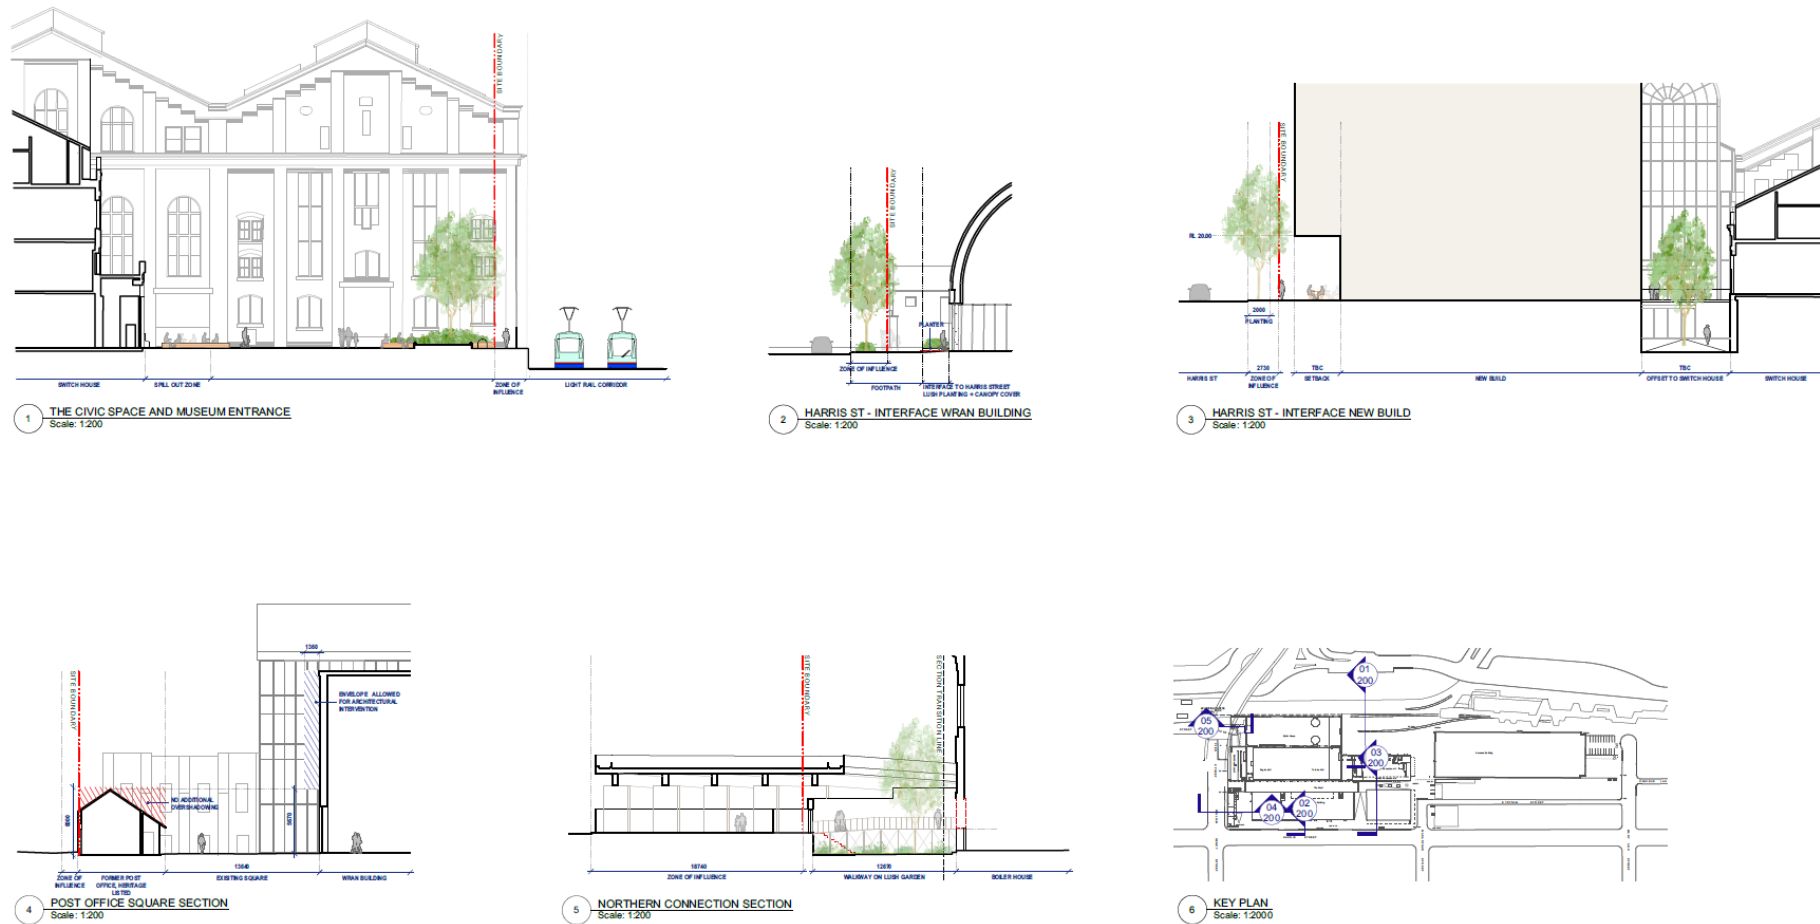 SITE BOUNDARY
SWITCH HOUSE
SPILL OUT ZONE
ZONE OF
INFLUENCE
LIGHT RAIL CORRIDOR
1 THE CIVIC SPACE AND MUSEUM ENTRANCE
Scale: 1:200
SITE BOUNDARY
PLANTER
ZONE OF INFLUENCE
FOOTPATH
INTERFACE TO HARRIS STREET
LUSH PLANTING + CANOPY COVER
2 HARRIS ST - INTERFACE WRAN BUILDING
Scale: 1:200
SITE BOUNDARY
RL 20.00
2000
PLANTING
2730
TBC
TBC
HARRIS ST
ZONE OF
INFLUENCE
SETBACK
NEW BUILD
OFFSET TO SWITCH HOUSE
SWITCH HOUSE
3 HARRIS ST - INTERFACE NEW BUILD
Scale: 1:200
SITE BOUNDARY
1380
ENVELOPE ALLOWED
FOR ARCHITECTURAL
INTERVENTION
NO ADDITIONAL
OVERSHADOWING
13640
ZONE OF
INFLUENCE
FORMER POST
OFFICE, HERITAGE
LISTED
EXISITING SQUARE
WRAN BUILDING
4 POST OFFICE SQUARE SECTION
Scale: 1:200
SITE BOUNDARY
SECTION TRANSITION LINE
18740
12670
ZONE OF INFLUENCE
WALKWAY ON LUSH GARDEN
BOILER HOUSE
5 NORTHERN CONNECTION SECTION
Scale: 1:200
01
200
05
200
03
200
04
200
02
200
6 KEY PLAN
Scale: 1:2000